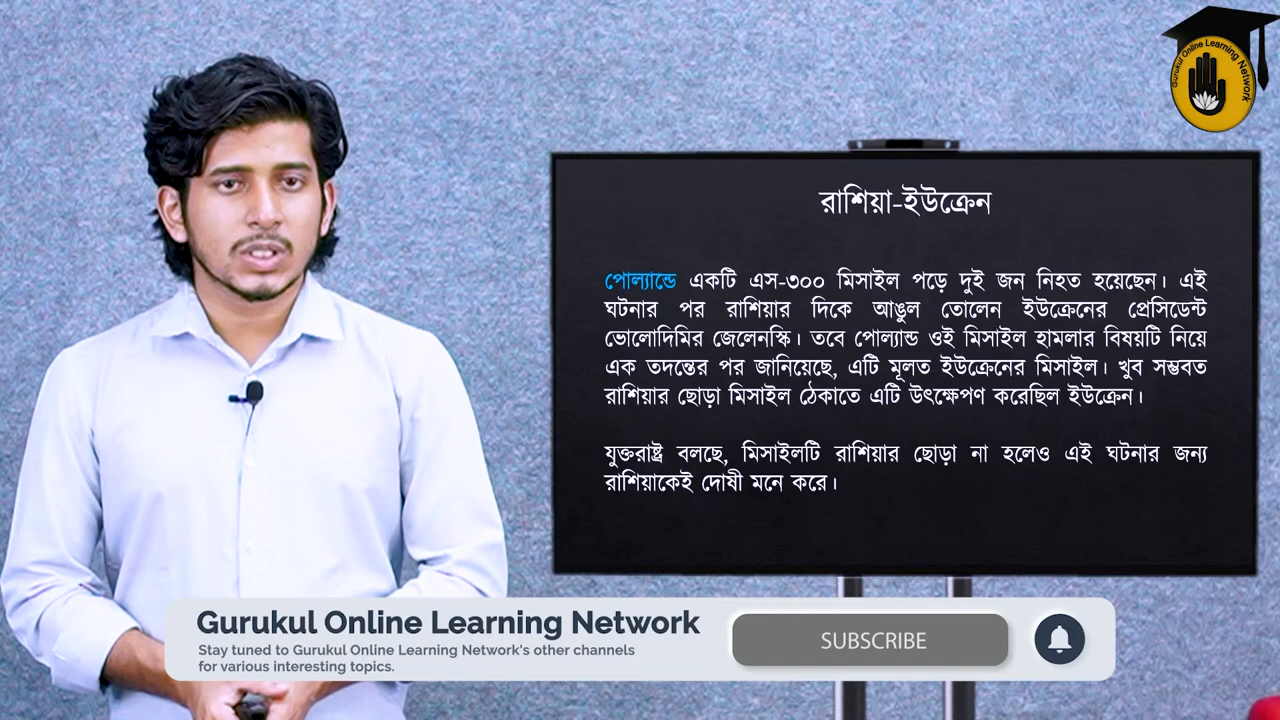 Gurukul Online Learning Network
রাশিয়া-ইউক্রেন
পোল্যান্ডে একটি এস-৩০০ মিসাইল পড়ে দুই জন নিহত হয়েছেন। এই
ঘটনার পর রাশিয়ার দিকে আঙুল তোলেন ইউক্রেনের প্রেসিডেন্ট
ভোলোদিমির জেলেনস্কি। তবে পোল্যান্ড ওই মিসাইল হামলার বিষয়টি নিয়ে
এক তদন্তের পর জানিয়েছে, এটি মূলত ইউক্রেনের মিসাইল। খুব সম্ভবত
রাশিয়ার ছোড়া মিসাইল ঠেকাতে এটি উৎক্ষেপণ করেছিল ইউক্রেন।
যুক্তরাষ্ট্র বলছে, মিসাইলটি রাশিয়ার ছোড়া না হলেও এই ঘটনার জন্য
রাশিয়াকেই দোষী মনে করে।
Gurukul Online Learning Network
Stay tuned to Gurukul Online Learning Network's other channels
for various interesting topics.
SUBSCRIBE